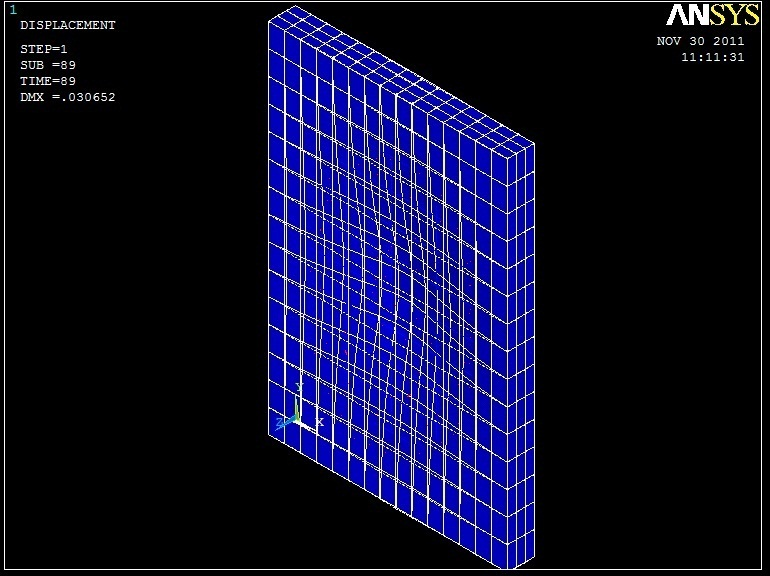 1
DISPLACEMENT
STEP=1
SUB =89
TIME=89
DMX =.030652
ANSYS
NOV 30 2011
11:11:31
Y
Z
X